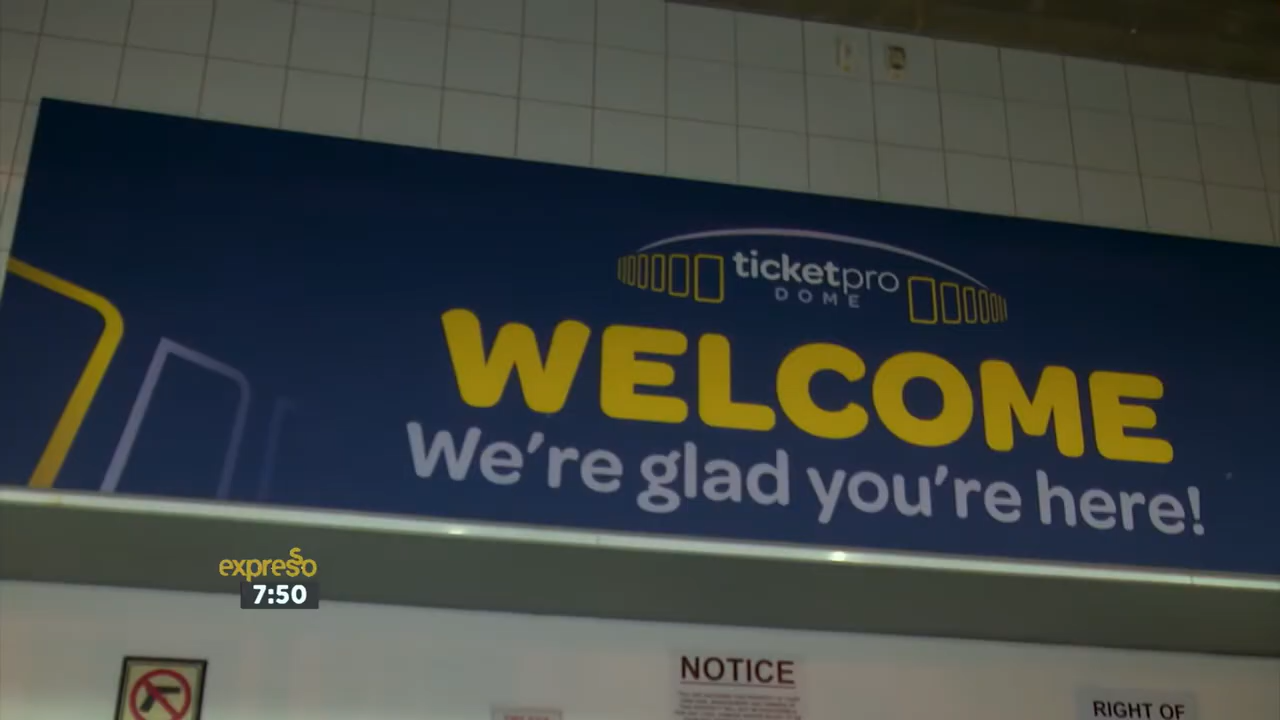 ticketpro
DOME
WELCOME
We're glad you're here!
expresso
7:50
NOTICE
RIGHT OF